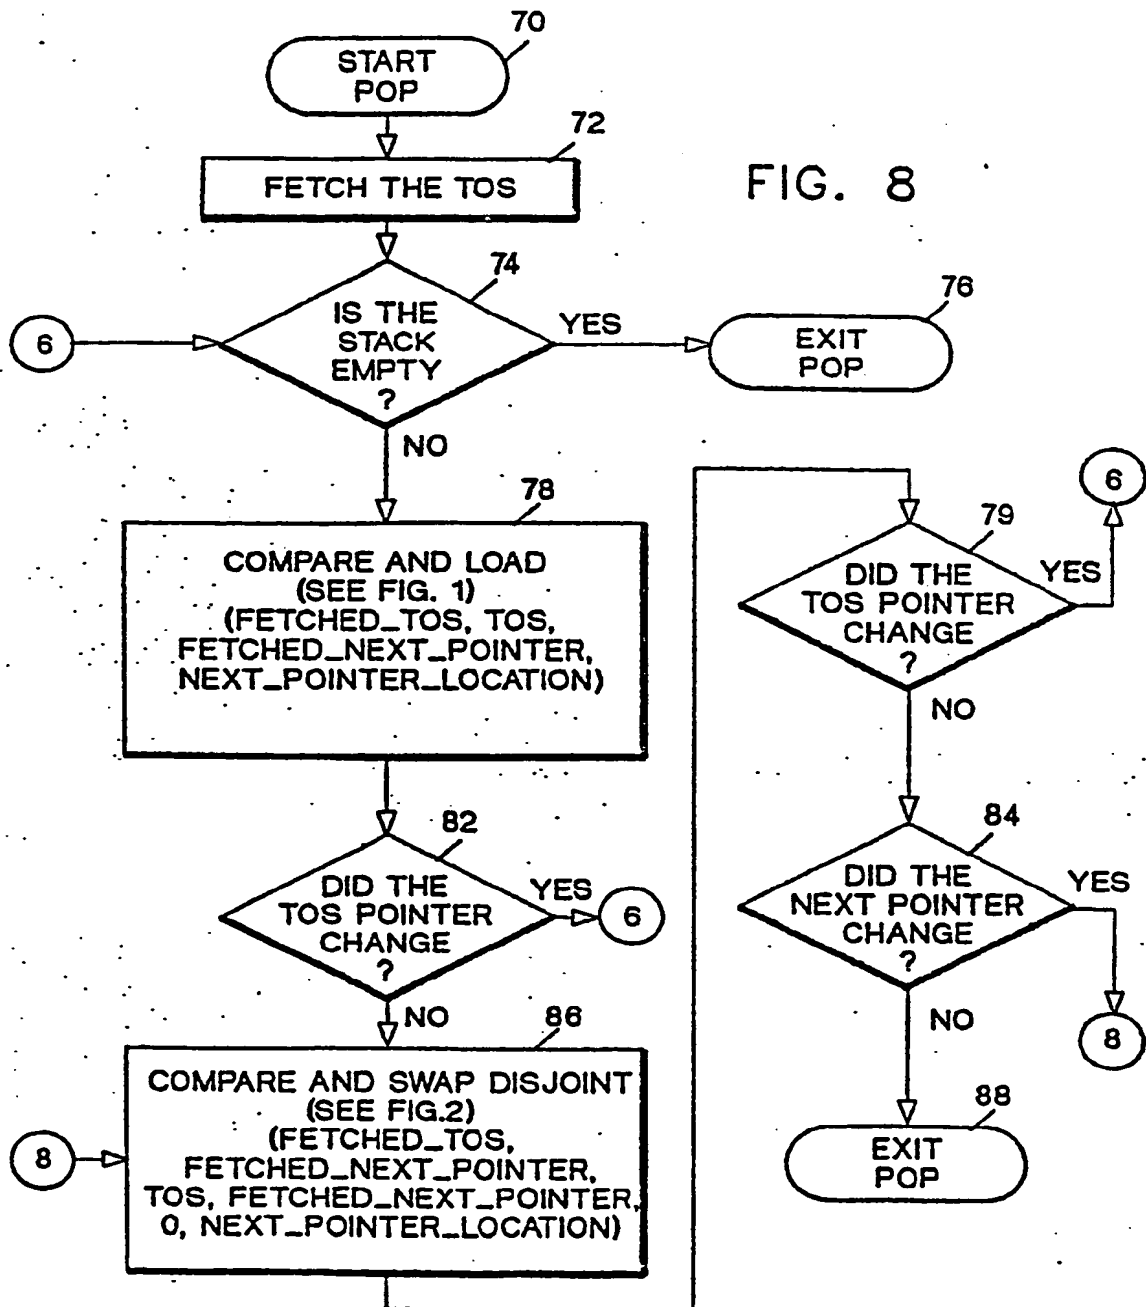 70
START
POP
72
FETCH THE TOS
FIG. 8
74
IS THE
STACK
EMPTY
?
6
YES
76
EXIT
POP
NO
78
COMPARE AND LOAD
(SEE FIG. 1)
(FETCHED_TOS, TOS,
FETCHED_NEXT_POINTER,
NEXT_POINTER_LOCATION)
82
DID THE
TOS POINTER
CHANGE
?
YES
6
NO
86
COMPARE AND SWAP DISJOINT
(SEE FIG.2)
(FETCHED_TOS,
FETCHED_NEXT_POINTER,
TOS, FETCHED_NEXT_POINTER,
0, NEXT_POINTER_LOCATION)
8
6
79
DID THE
TOS POINTER
CHANGE
?
YES
NO
84
DID THE
NEXT POINTER
CHANGE
?
YES
8
NO
88
EXIT
POP